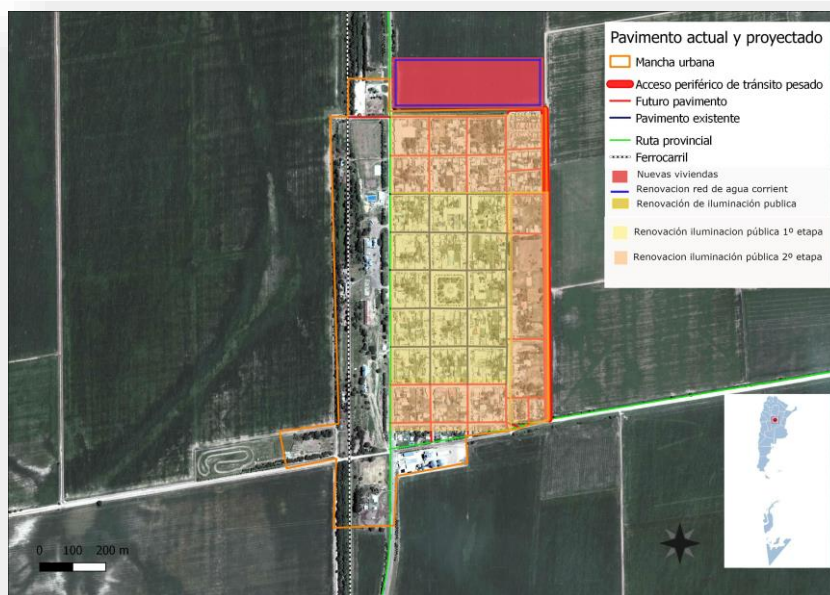 Pavimento actual y proyectado
Mancha urbana
Acceso periférico de tránsito pesado
Futuro pavimento
Pavimento existente
Ruta provincial
Ferrocarril
Nuevas viviendas
Renovacion red de agua corrient
Renovación de iluminación publica
Renovación iluminacion pública 1º etapa
Renovacion iluminación pública 2º etapa
0 100 200 m